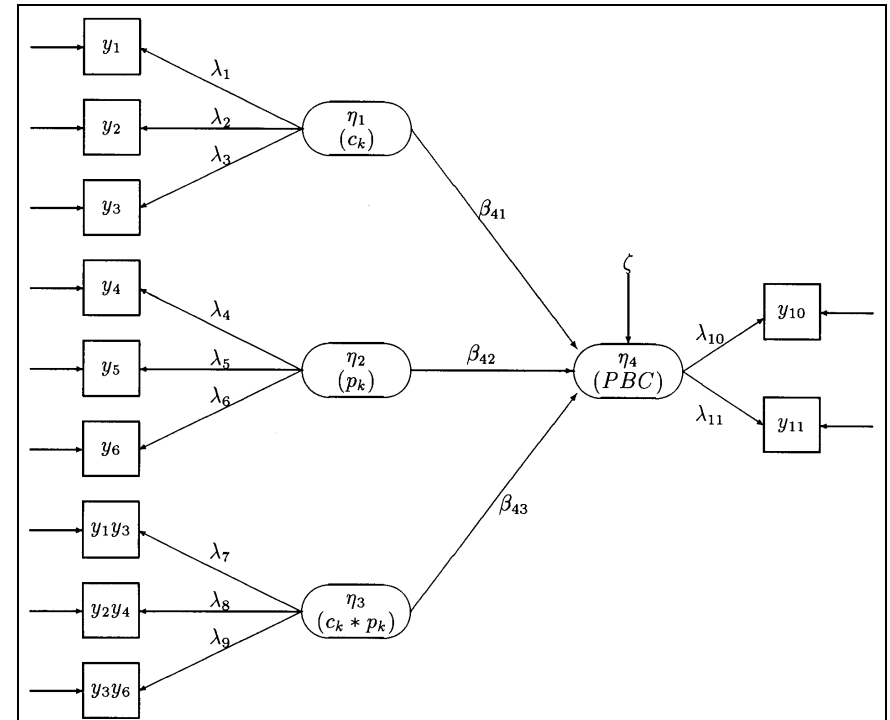 y₁
λ₁
y₂
λ₂
η₁
(cₖ)
λ₃
y₃
β₄₁
ζ
y₄
λ₄
y₁₀
λ₁₀
y₅
λ₅
η₂
(pₖ)
β₄₂
η₄
(PBC)
λ₆
λ₁₁
y₁₁
y₆
β₄₃
y₁y₃
λ₇
y₂y₄
λ₈
η₃
(cₖ * pₖ)
λ₉
y₃y₆